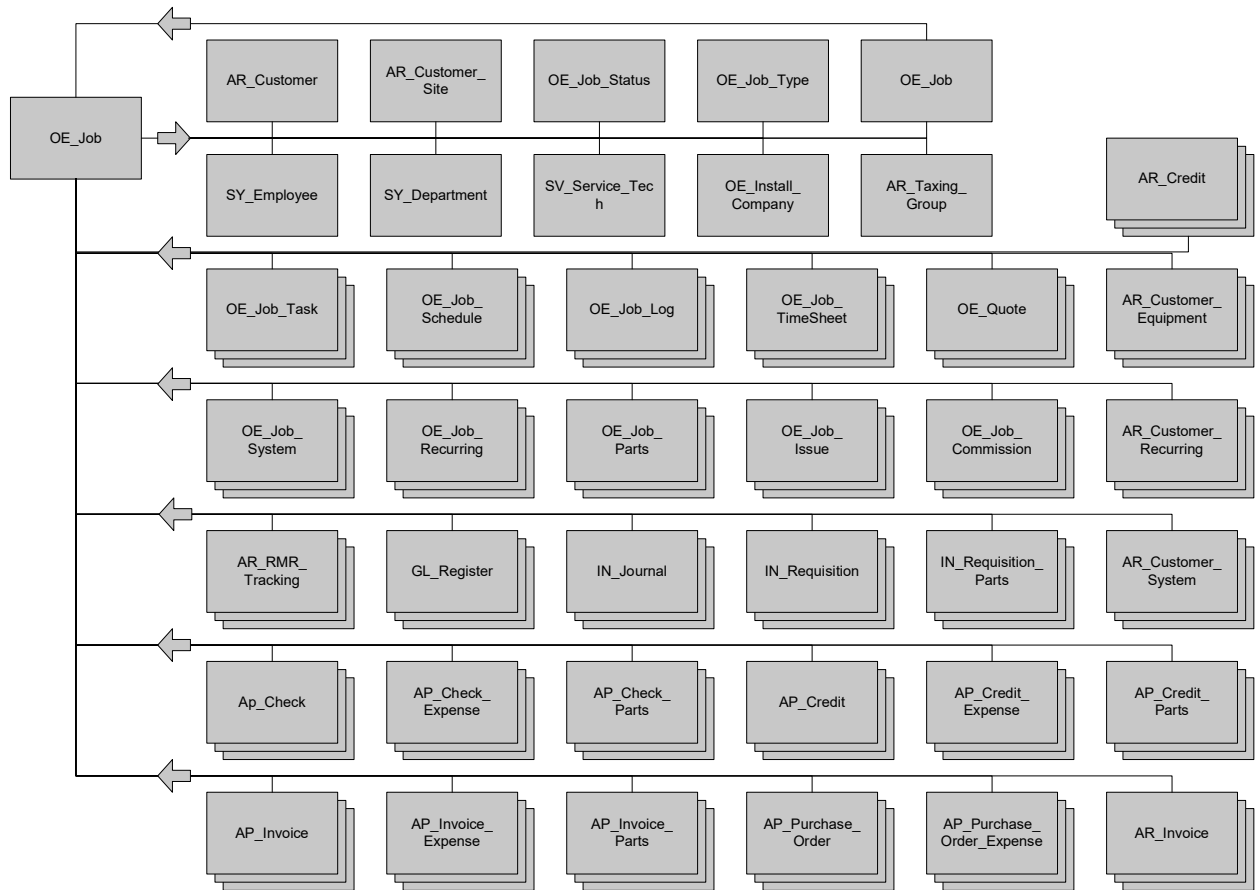 AR_Customer
AR_Customer_
Site
OE_Job_Status
OE_Job_Type
OE_Job
OE_Job
SY_Employee
SY_Department
SV_Service_Tec
h
OE_Install_
Company
AR_Taxing_
Group
AR_Credit
OE_Job_Task
OE_Job_
Schedule
OE_Job_Log
OE_Job_
TimeSheet
OE_Quote
AR_Customer_
Equipment
OE_Job_
System
OE_Job_
Recurring
OE_Job_
Parts
OE_Job_
Issue
OE_Job_
Commission
AR_Customer_
Recurring
AR_RMR_
Tracking
GL_Register
IN_Journal
IN_Requisition
IN_Requisition_
Parts
AR_Customer_
System
Ap_Check
AP_Check_
Expense
AP_Check_
Parts
AP_Credit
AP_Credit_
Expense
AP_Credit_
Parts
AP_Invoice
AP_Invoice_
Expense
AP_Invoice_
Parts
AP_Purchase_
Order
AP_Purchase_
Order_Expense
AR_Invoice